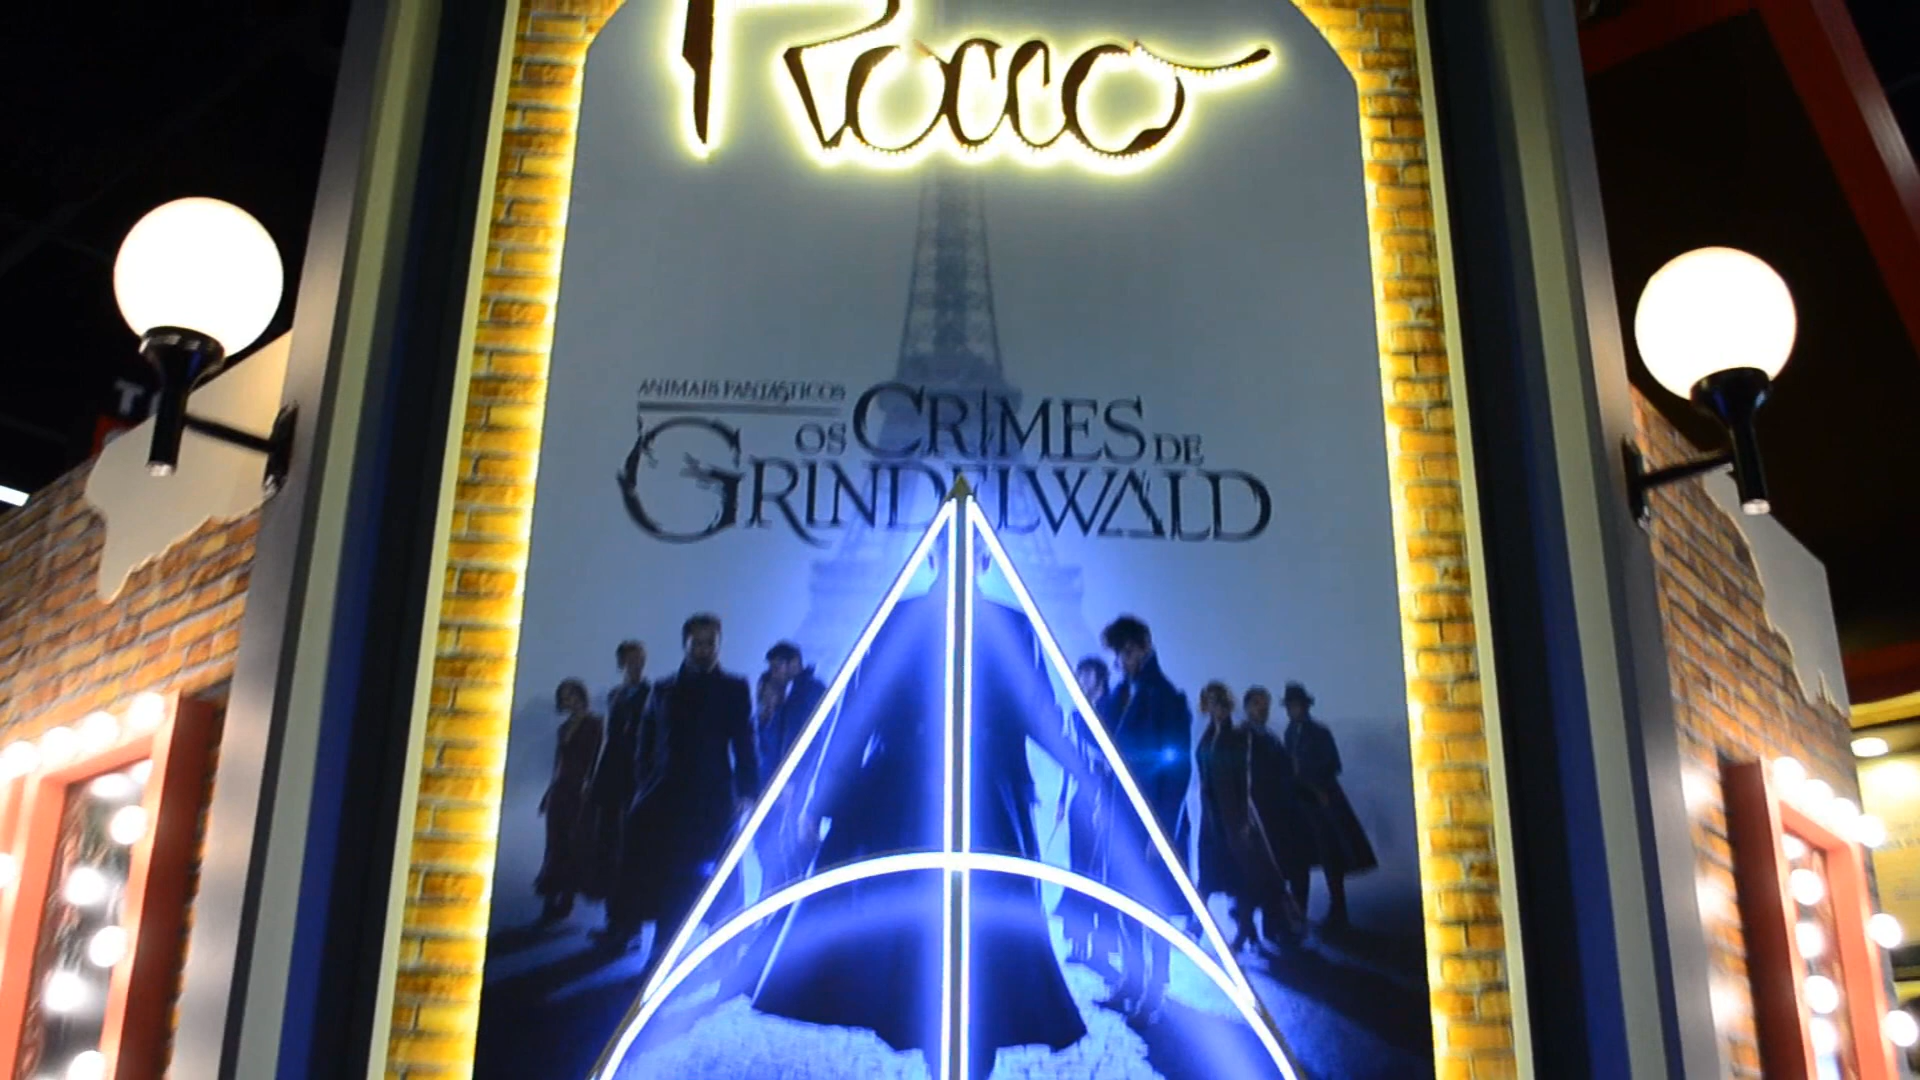 Rocco
ANIMAIS FANTÁSTICOS
OS CRIMES DE
GRINDELWALD